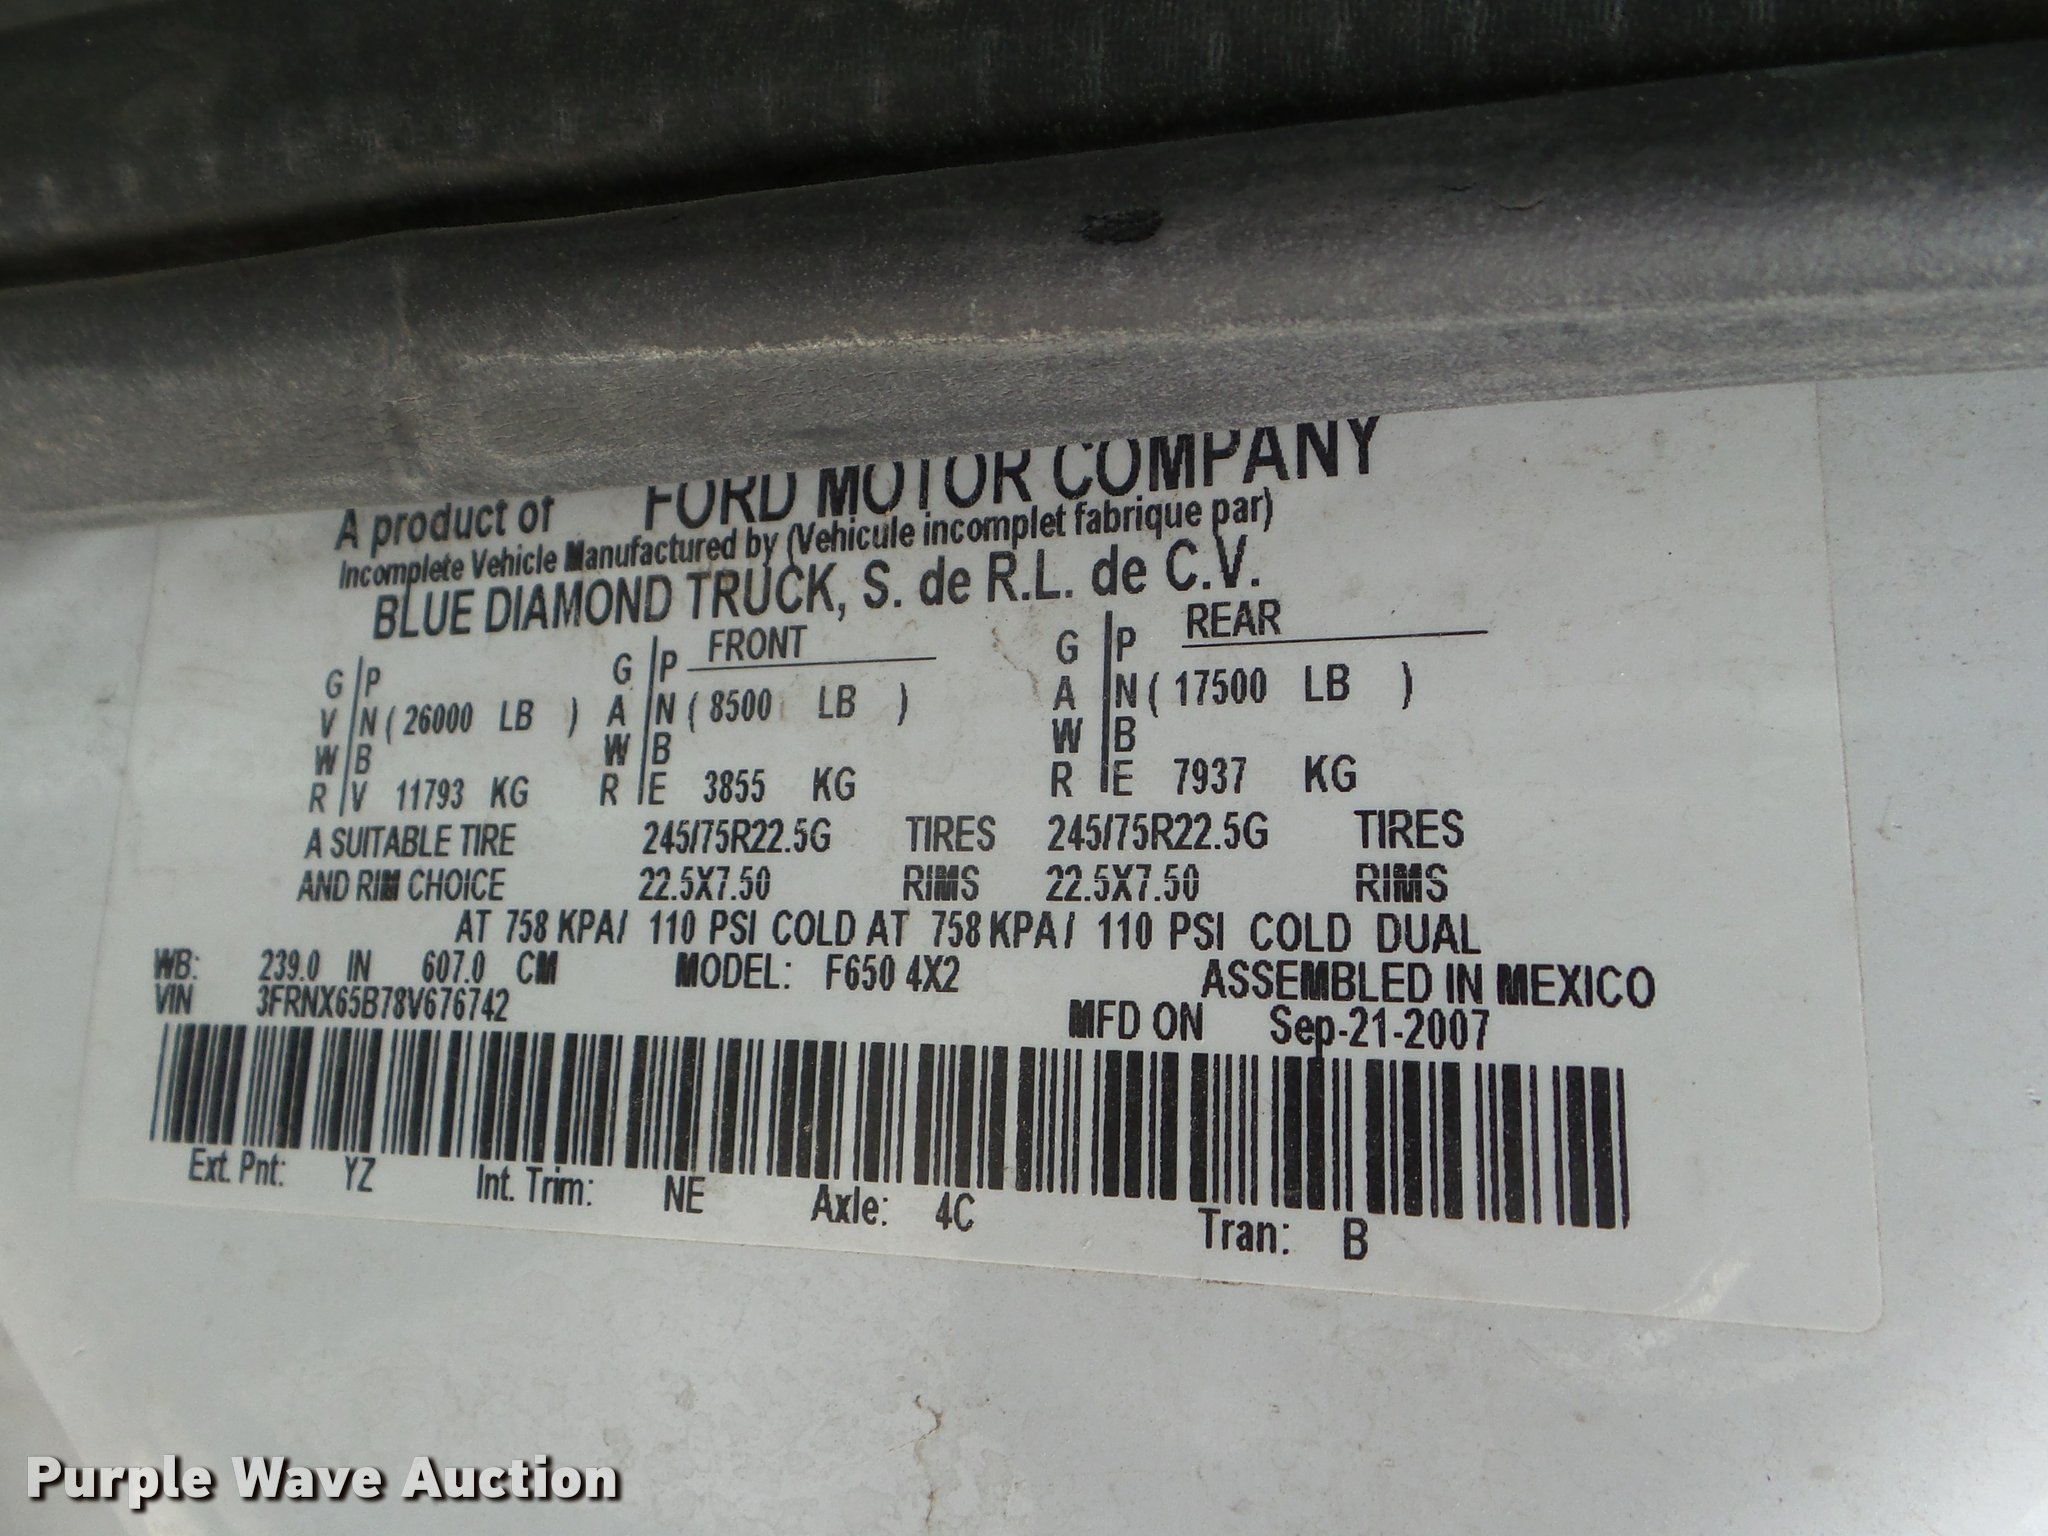 A product of FORD MOTOR COMPANY
Incomplete Vehicle Manufactured by (Vehicule incomplet fabrique par)
BLUE DIAMOND TRUCK, S. de R.L. de C.V.
G P G P FRONT G P REAR
V N ( 26000 LB ) A N ( 8500 LB ) A N ( 17500 LB )
W B W B W B
R V 11793 KG R E 3855 KG R E 7937 KG
A SUITABLE TIRE 245/75R22.5G TIRES 245/75R22.5G TIRES
AND RIM CHOICE 22.5X7.50 RIMS 22.5X7.50 RIMS
AT 758 KPA/ 110 PSI COLD AT 758 KPA/ 110 PSI COLD DUAL
WB: 239.0 IN 607.0 CM MODEL: F650 4X2 ASSEMBLED IN MEXICO
VIN 3FRNX65B78V676742 MFD ON Sep-21-2007
Ext. Pnt: YZ Int. Trim: NE Axle: 4C Tran: B
Purple Wave Auction